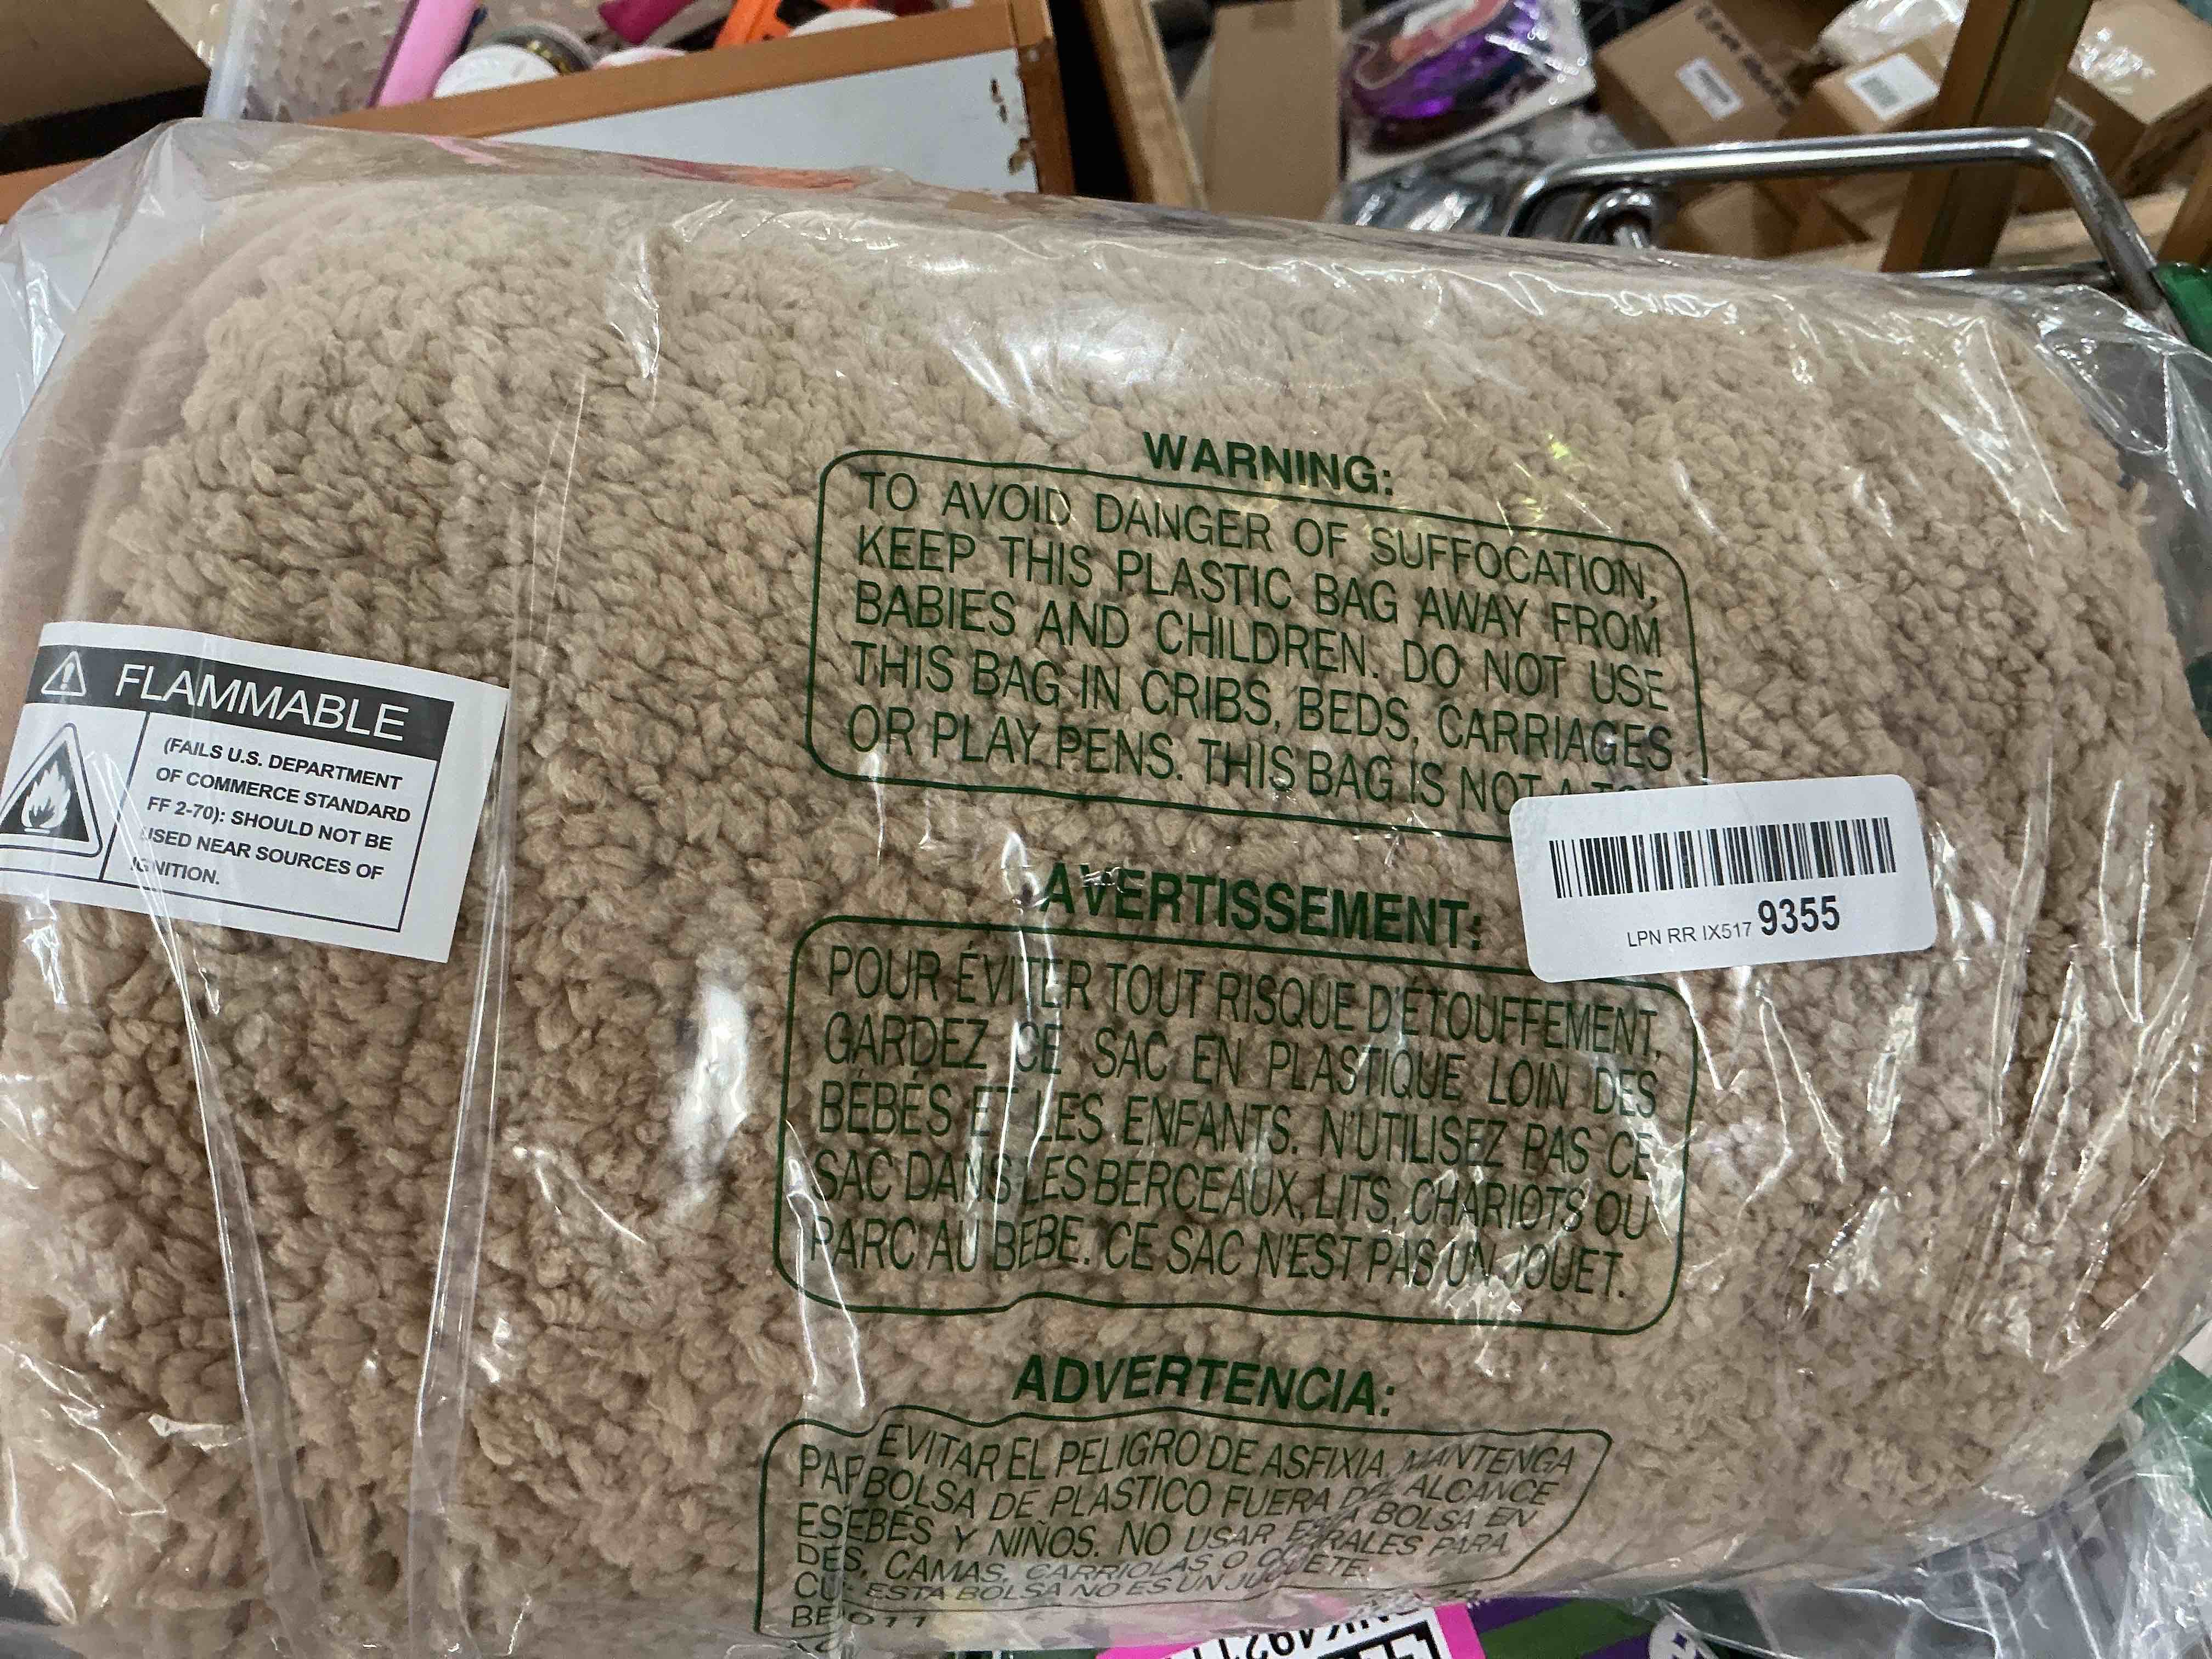 WARNING:
TO AVOID DANGER OF SUFFOCATION,
KEEP THIS PLASTIC BAG AWAY FROM
BABIES AND CHILDREN. DO NOT USE
THIS BAG IN CRIBS, BEDS, CARRIAGES
OR PLAY PENS. THIS BAG IS NOT A
FLAMMABLE
(FAILS U.S. DEPARTMENT
OF COMMERCE STANDARD
FF 2-70): SHOULD NOT BE
USED NEAR SOURCES OF
IGNITION.
LPN RR IX517 9355
AVERTISSEMENT:
POUR ÉVITER TOUT RISQUE D'ÉTOUFFEMENT,
GARDEZ CE SAC EN PLASTIQUE LOIN DES
BÉBÉS ET LES ENFANTS. N'UTILISEZ PAS CE
SAC DANS LES BERCEAUX, LITS, CHARIOTS OU
PARC AU BEBE. CE SAC N'EST PAS UN JOUET.
ADVERTENCIA:
EVITAR EL PELIGRO DE ASFIXIA, MANTENGA
BOLSA DE PLASTICO FUERA DEL ALCANCE
Y NIÑOS. NO USAR ESTA BOLSA EN
CAMAS, CARRIOLAS O PARA
ESTA BOLSA NO ES UN JUGUETE.